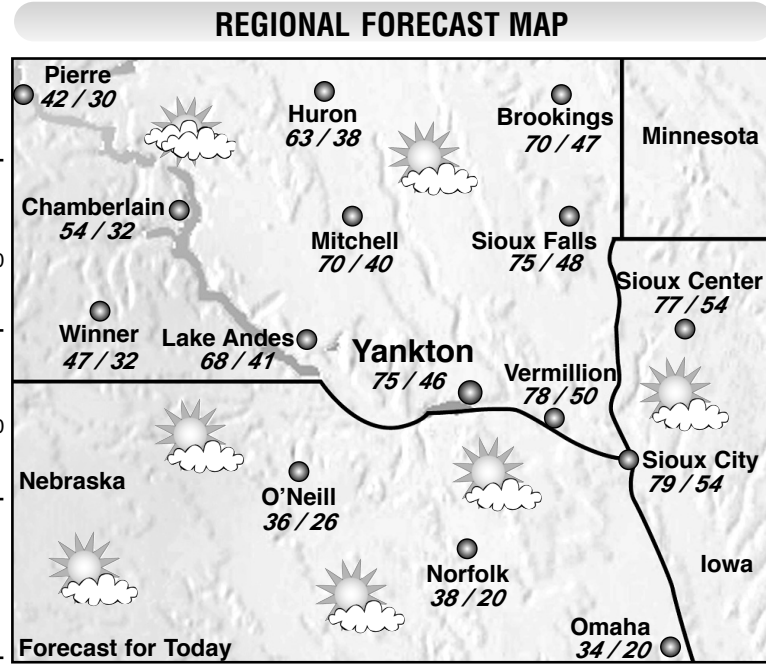 REGIONAL FORECAST MAP
Pierre
42 / 30
Huron
63 / 38
Brookings
70 / 47
Minnesota
Chamberlain
54 / 32
Mitchell
70 / 40
Sioux Falls
75 / 48
Sioux Center
77 / 54
Winner
47 / 32
Lake Andes
68 / 41
Yankton
75 / 46
Vermillion
78 / 50
Nebraska
O'Neill
36 / 26
Sioux City
79 / 54
Norfolk
38 / 20
Iowa
Omaha
34 / 20
Forecast for Today